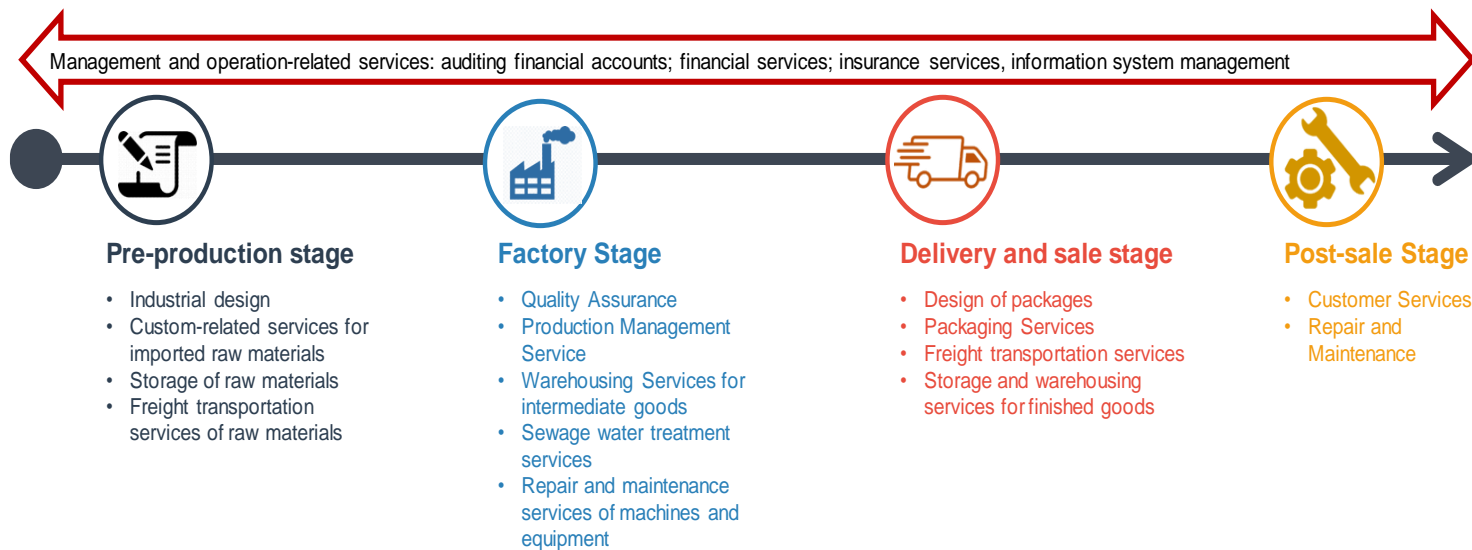 Management and operation-related services: auditing financial accounts; financial services; insurance services, information system management
Pre-production stage
• Industrial design
• Custom-related services for
imported raw materials
• Storage of raw materials
• Freight transportation
services of raw materials
Factory Stage
• Quality Assurance
• Production Management
Service
• Warehousing Services for
intermediate goods
• Sewage water treatment
services
• Repair and maintenance
services of machines and
equipment
Delivery and sale stage
• Design of packages
• Packaging Services
• Freight transportation services
• Storage and warehousing
services for finished goods
Post-sale Stage
• Customer Services
• Repair and
Maintenance